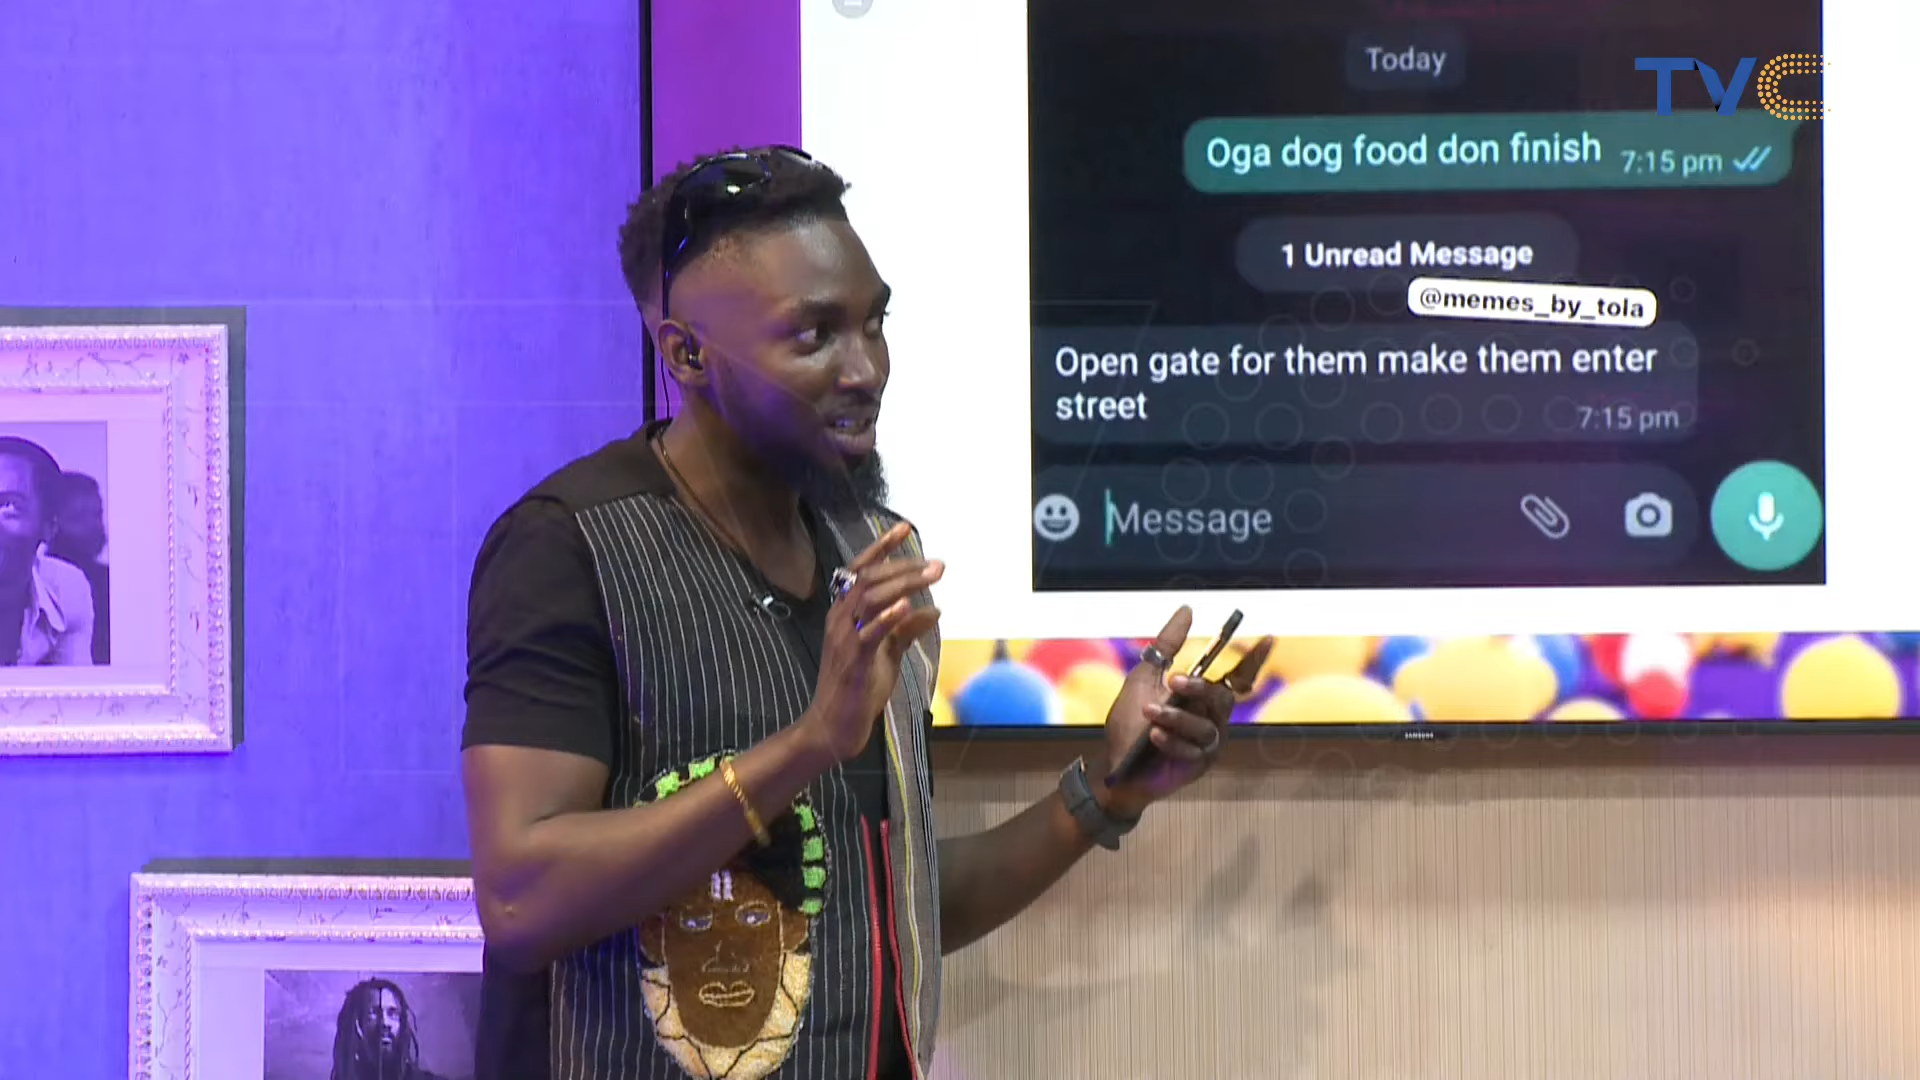 Today
TVC
Oga dog food don finish 7:15 pm
1 Unread Message
@memes_by_tola
Open gate for them make them enter
street 7:15 pm
Message
SAMSUNG